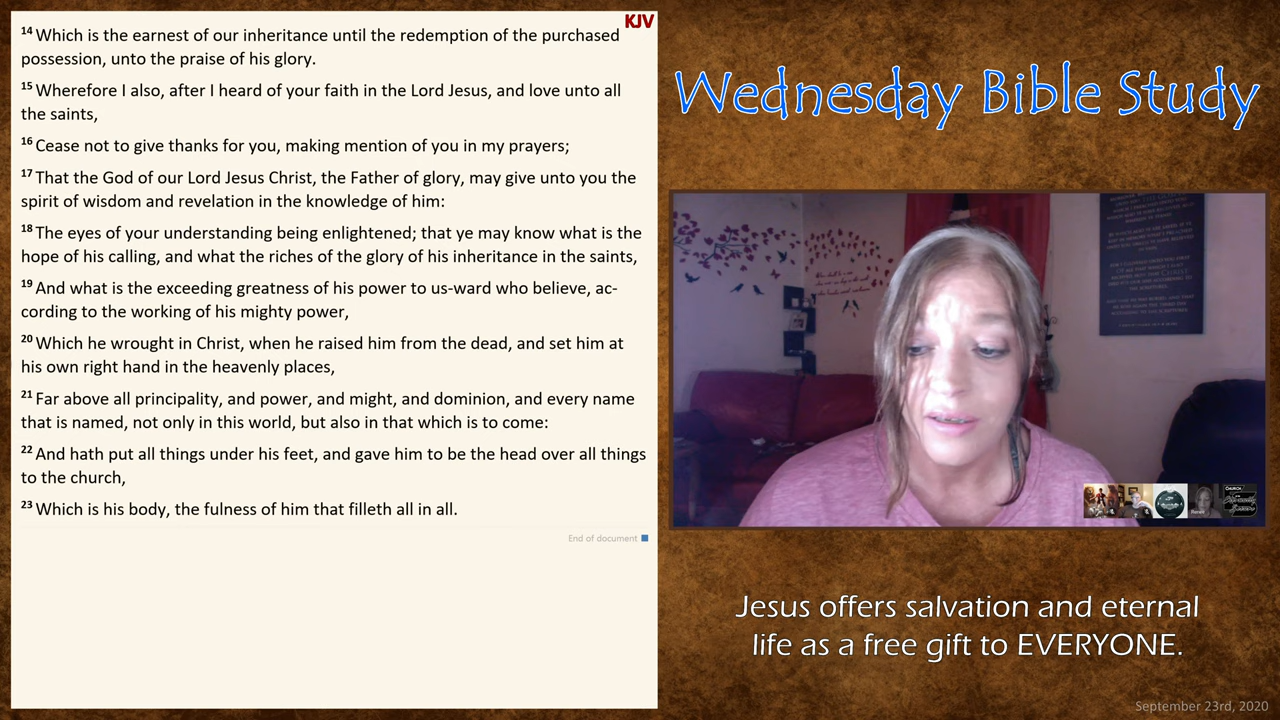 KJV
14 Which is the earnest of our inheritance until the redemption of the purchased
possession, unto the praise of his glory.
15 Wherefore I also, after I heard of your faith in the Lord Jesus, and love unto all
the saints,
16 Cease not to give thanks for you, making mention of you in my prayers;
17 That the God of our Lord Jesus Christ, the Father of glory, may give unto you the
spirit of wisdom and revelation in the knowledge of him:
18 The eyes of your understanding being enlightened; that ye may know what is the
hope of his calling, and what the riches of the glory of his inheritance in the saints,
19 And what is the exceeding greatness of his power to us-ward who believe, ac-
cording to the working of his mighty power,
20 Which he wrought in Christ, when he raised him from the dead, and set him at
his own right hand in the heavenly places,
21 Far above all principality, and power, and might, and dominion, and every name
that is named, not only in this world, but also in that which is to come:
22 And hath put all things under his feet, and gave him to be the head over all things
to the church,
23 Which is his body, the fulness of him that filleth all in all.
End of document
Wednesday Bible Study
CHURCH
Jesus offers salvation and eternal
life as a free gift to EVERYONE.
September 23rd, 2020